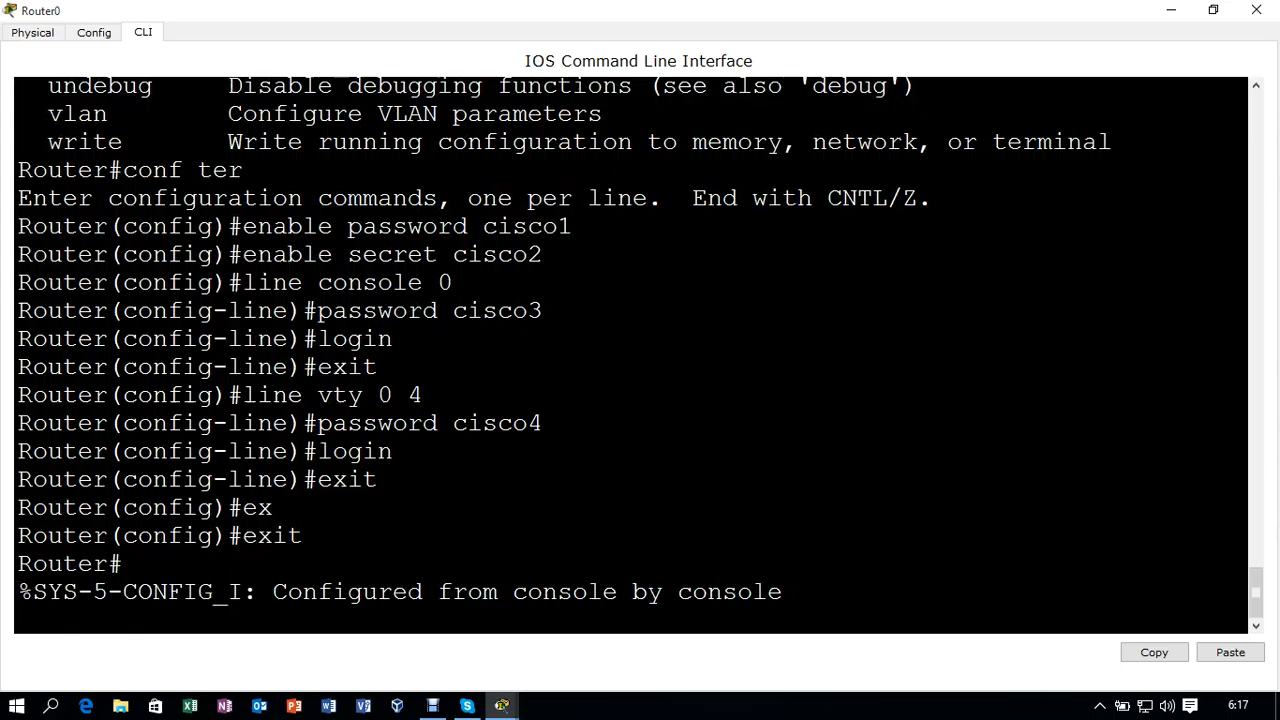 Router0
Physical Config CLI
IOS Command Line Interface
undebug Disable debugging functions (see also 'debug')
vlan Configure VLAN parameters
write Write running configuration to memory, network, or terminal
Router#conf ter
Enter configuration commands, one per line. End with CNTL/Z.
Router(config)#enable password cisco1
Router(config)#enable secret cisco2
Router(config)#line console 0
Router(config-line)#password cisco3
Router(config-line)#login
Router(config-line)#exit
Router(config)#line vty 0 4
Router(config-line)#password cisco4
Router(config-line)#login
Router(config-line)#exit
Router(config)#ex
Router(config)#exit
Router#
%SYS-5-CONFIG_I: Configured from console by console
Copy Paste
6:17